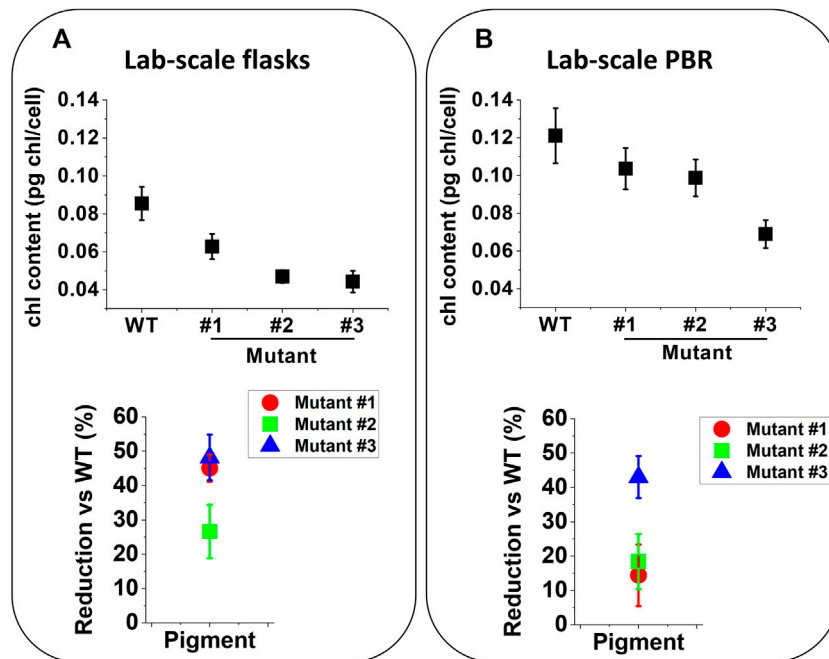 A
Lab-scale flasks
chl content (pg chl/cell)
0.14
0.12
0.10
0.08
0.06
0.04
WT #1 #2 #3
Mutant
Reduction vs WT (%)
60
50
40
30
20
10
0
Pigment
Mutant #1
Mutant #2
Mutant #3
B
Lab-scale PBR
chl content (pg chl/cell)
0.14
0.12
0.10
0.08
0.06
0.04
WT #1 #2 #3
Mutant
Reduction vs WT (%)
60
50
40
30
20
10
0
Pigment
Mutant #1
Mutant #2
Mutant #3